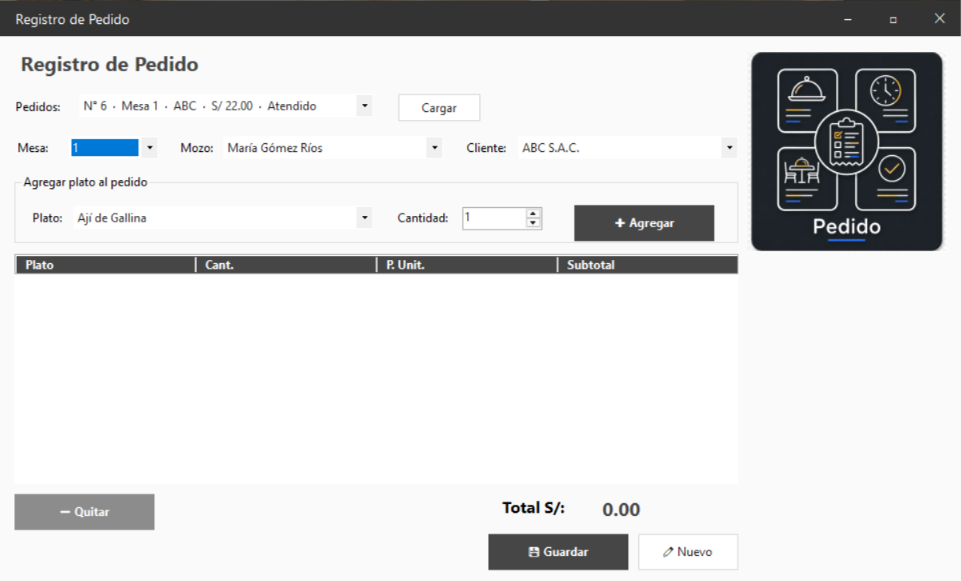 Registro de Pedido
Registro de Pedido
Pedidos: N° 6 · Mesa 1 · ABC · S/ 22.00 · Atendido Cargar
Mesa: 1 Mozo: María Gómez Ríos Cliente: ABC S.A.C.
Agregar plato al pedido
Plato: Ají de Gallina Cantidad: 1 + Agregar
Pedido
Plato Cant. P. Unit. Subtotal
− Quitar Total S/: 0.00
Guardar Nuevo